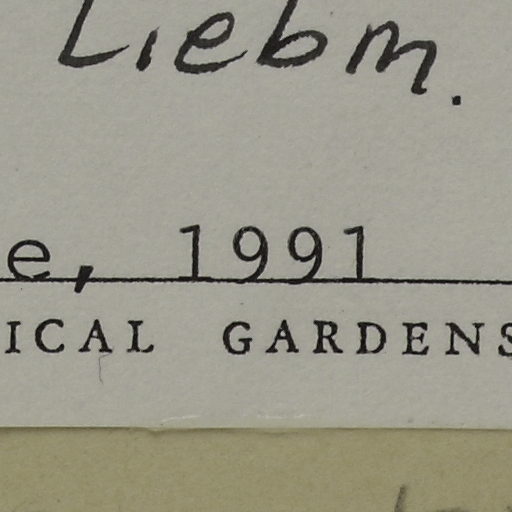 Liebm.
e, 1991
ICAL GARDENS